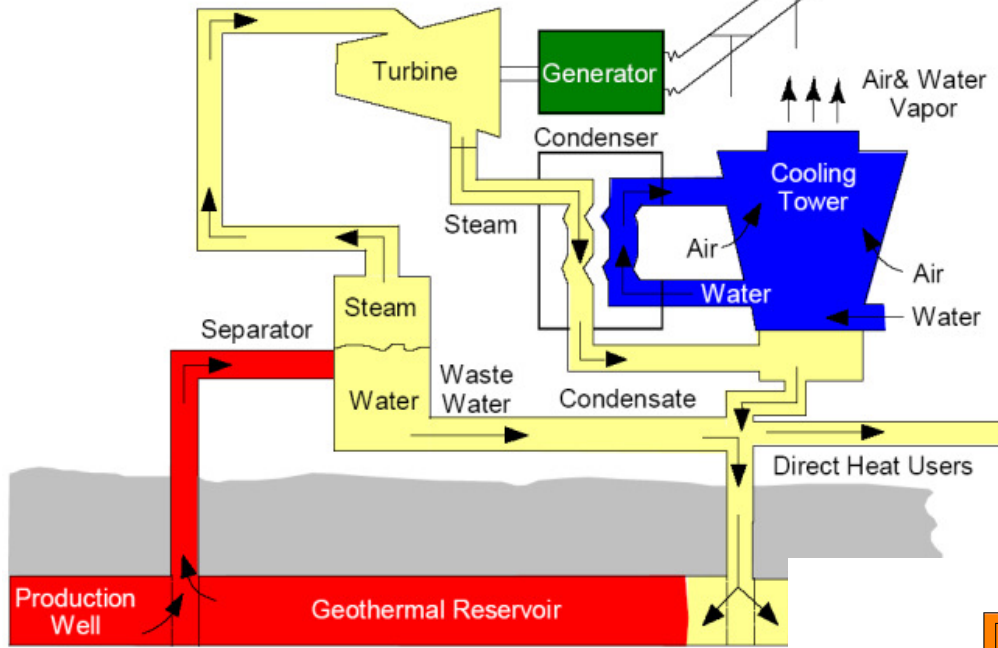 Turbine
Generator
Air& Water
Vapor
Condenser
Cooling
Tower
Steam
Air
Air
Water
Water
Steam
Separator
Water
Waste
Water
Condensate
Direct Heat Users
Production
Well
Geothermal Reservoir